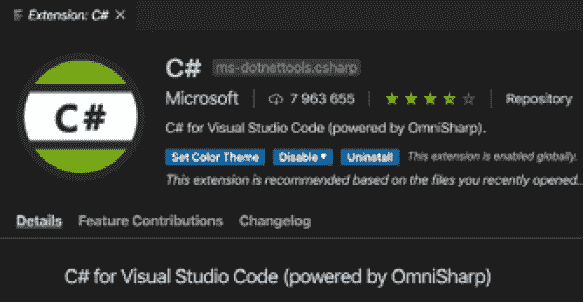 Extension: C# ✕
C#
C# ms-dotnettools.csharp
Microsoft 7 963 655 Repository
C# for Visual Studio Code (powered by OmniSharp).
Set Color Theme Disable Uninstall This extension is enabled globally.
This extension is recommended based on the files you recently opened...
Details Feature Contributions Changelog
C# for Visual Studio Code (powered by OmniSharp)